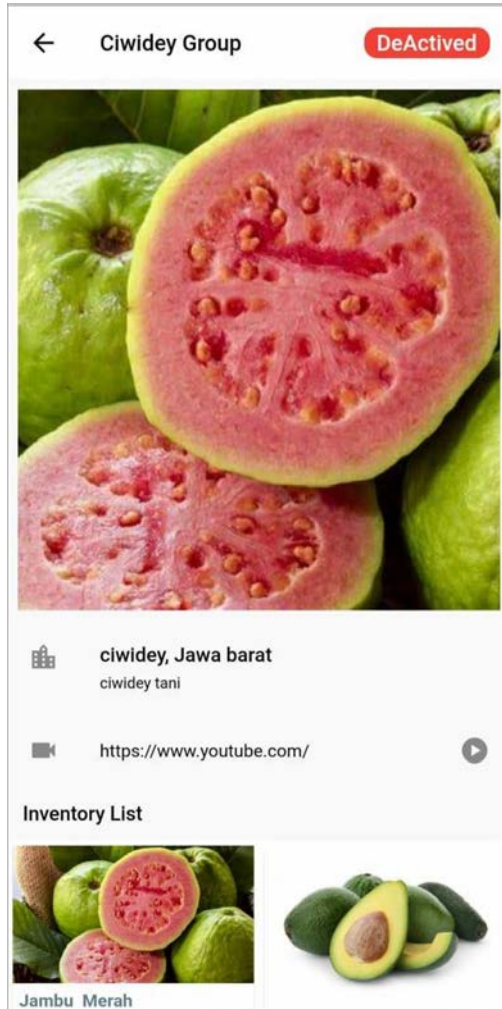 Ciwidey Group
DeActived
ciwidey, Jawa barat
ciwidey tani
https://www.youtube.com/
Inventory List
Jambu Merah